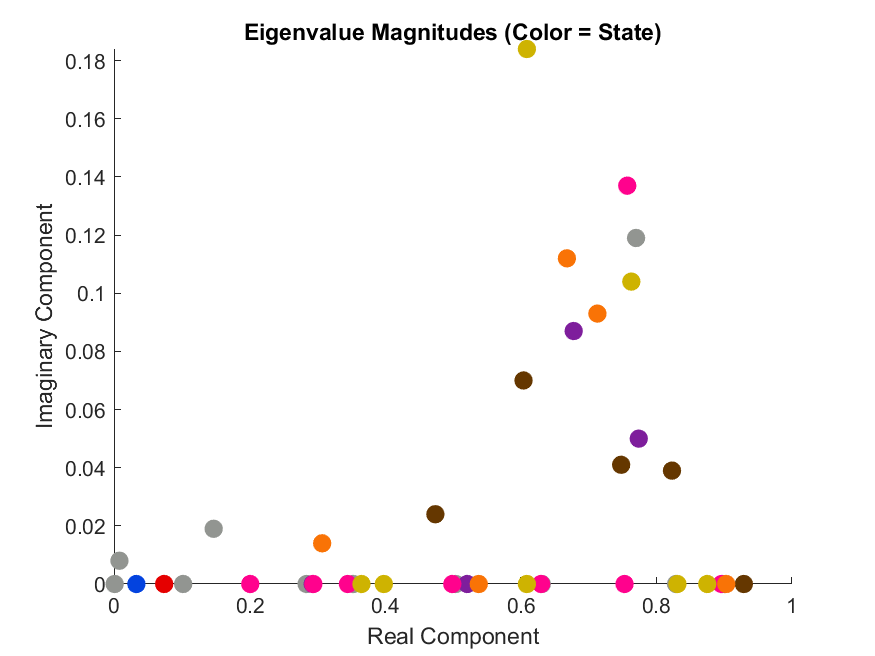 Eigenvalue Magnitudes (Color = State)
0.18
0.16
0.14
0.12
0.1
0.08
0.06
0.04
0.02
0
Imaginary Component
0 0.2 0.4 0.6 0.8 1
Real Component